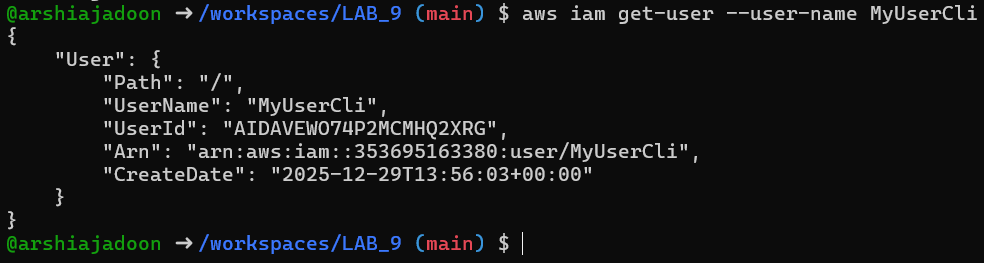 @arshiajadoon ➜ /workspaces/LAB_9 (main) $ aws iam get-user --user-name MyUserCli
{
    "User": {
        "Path": "/",
        "UserName": "MyUserCli",
        "UserId": "AIDAVEWO74P2MCMHQ2XRG",
        "Arn": "arn:aws:iam::353695163380:user/MyUserCli",
        "CreateDate": "2025-12-29T13:56:03+00:00"
    }
}
@arshiajadoon ➜ /workspaces/LAB_9 (main) $